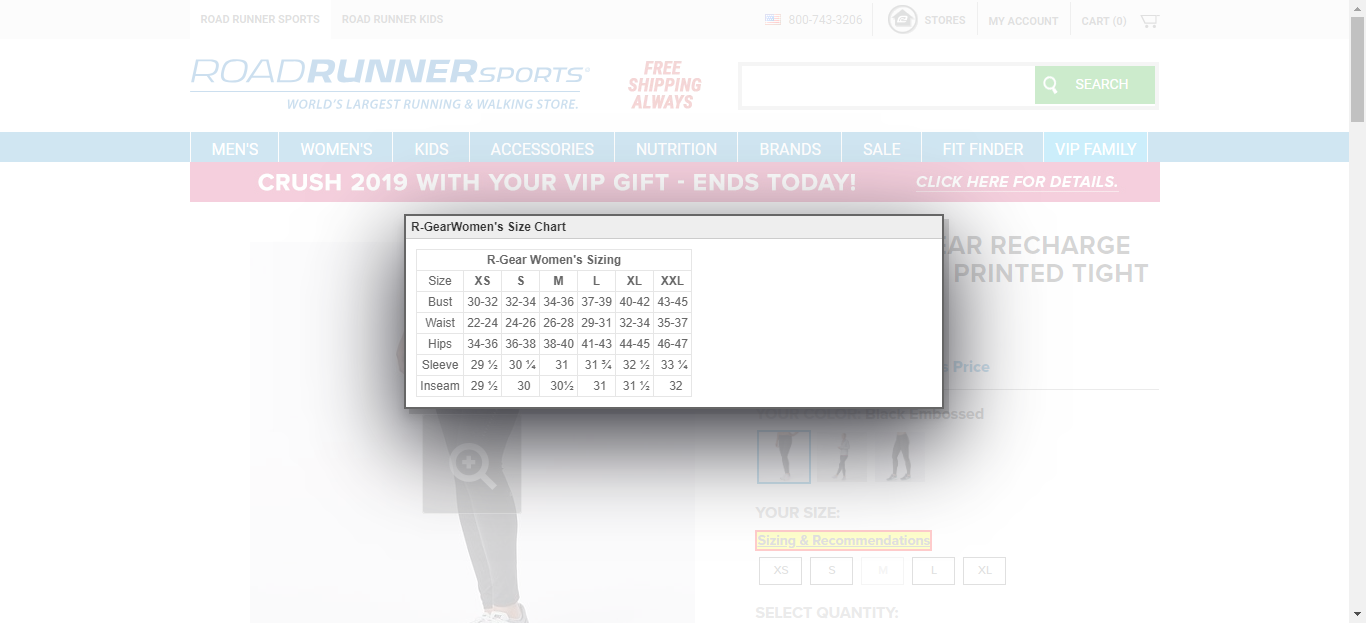 ROAD RUNNER SPORTS ROAD RUNNER KIDS 800-743-3206 STORES MY ACCOUNT CART (0)
ROADRUNNERSPORTS
WORLD'S LARGEST RUNNING & WALKING STORE.
FREE
SHIPPING
ALWAYS
SEARCH
MEN'S WOMEN'S KIDS ACCESSORIES NUTRITION BRANDS SALE FIT FINDER VIP FAMILY
CRUSH 2019 WITH YOUR VIP GIFT - ENDS TODAY! CLICK HERE FOR DETAILS.
R-GearWomen's Size Chart
R-Gear Women's Sizing
Size XS S M L XL XXL
Bust 30-32 32-34 34-36 37-39 40-42 43-45
Waist 22-24 24-26 26-28 29-31 32-34 35-37
Hips 34-36 36-38 38-40 41-43 44-45 46-47
Sleeve 29 ½ 30 ¼ 31 31 ¾ 32 ½ 33 ¼
Inseam 29 ½ 30 30½ 31 31 ½ 32
RECHARGE
PRINTED TIGHT
Price
YOUR COLOR: Black Embossed
YOUR SIZE:
Sizing & Recommendations
XS S M L XL
SELECT QUANTITY: